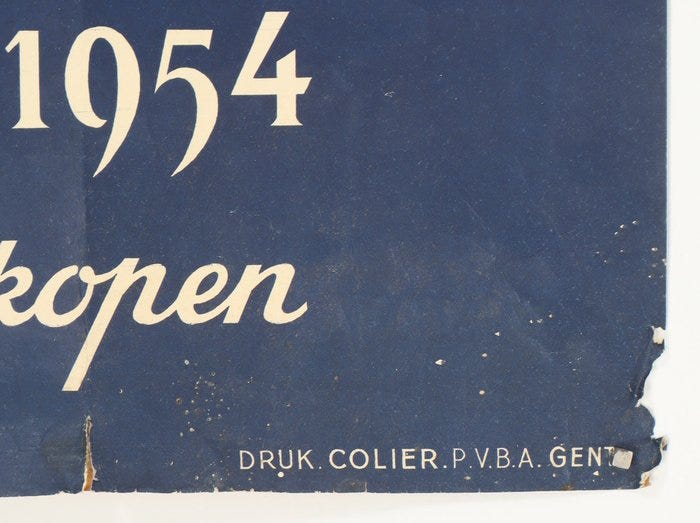 1954
kopen
DRUK. COLIER. P.V.B.A. GENT